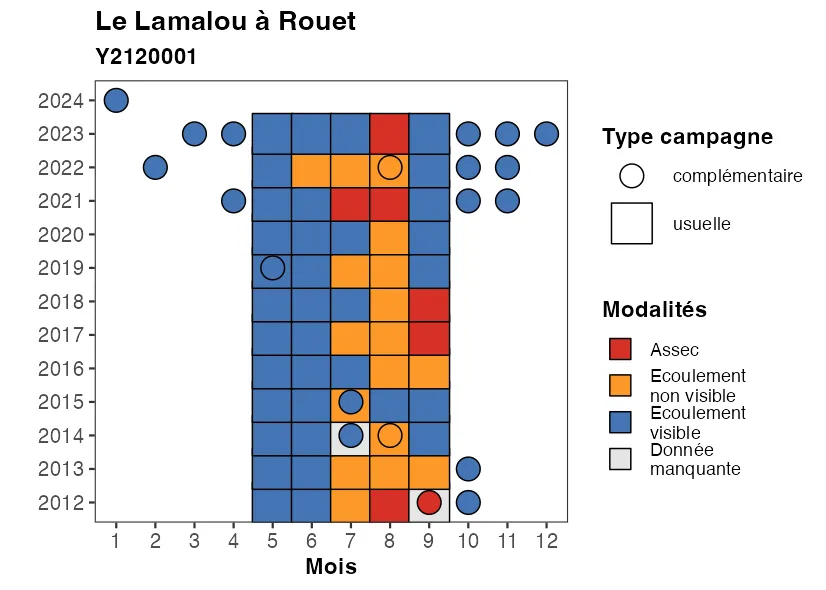 Le Lamalou à Rouet
Y2120001
2024
2023
2022
2021
2020
2019
2018
2017
2016
2015
2014
2013
2012
1 2 3 4 5 6 7 8 9 10 11 12
Mois
Type campagne
complémentaire
usuelle
Modalités
Assec
Ecoulement
non visible
Ecoulement
visible
Donnée
manquante